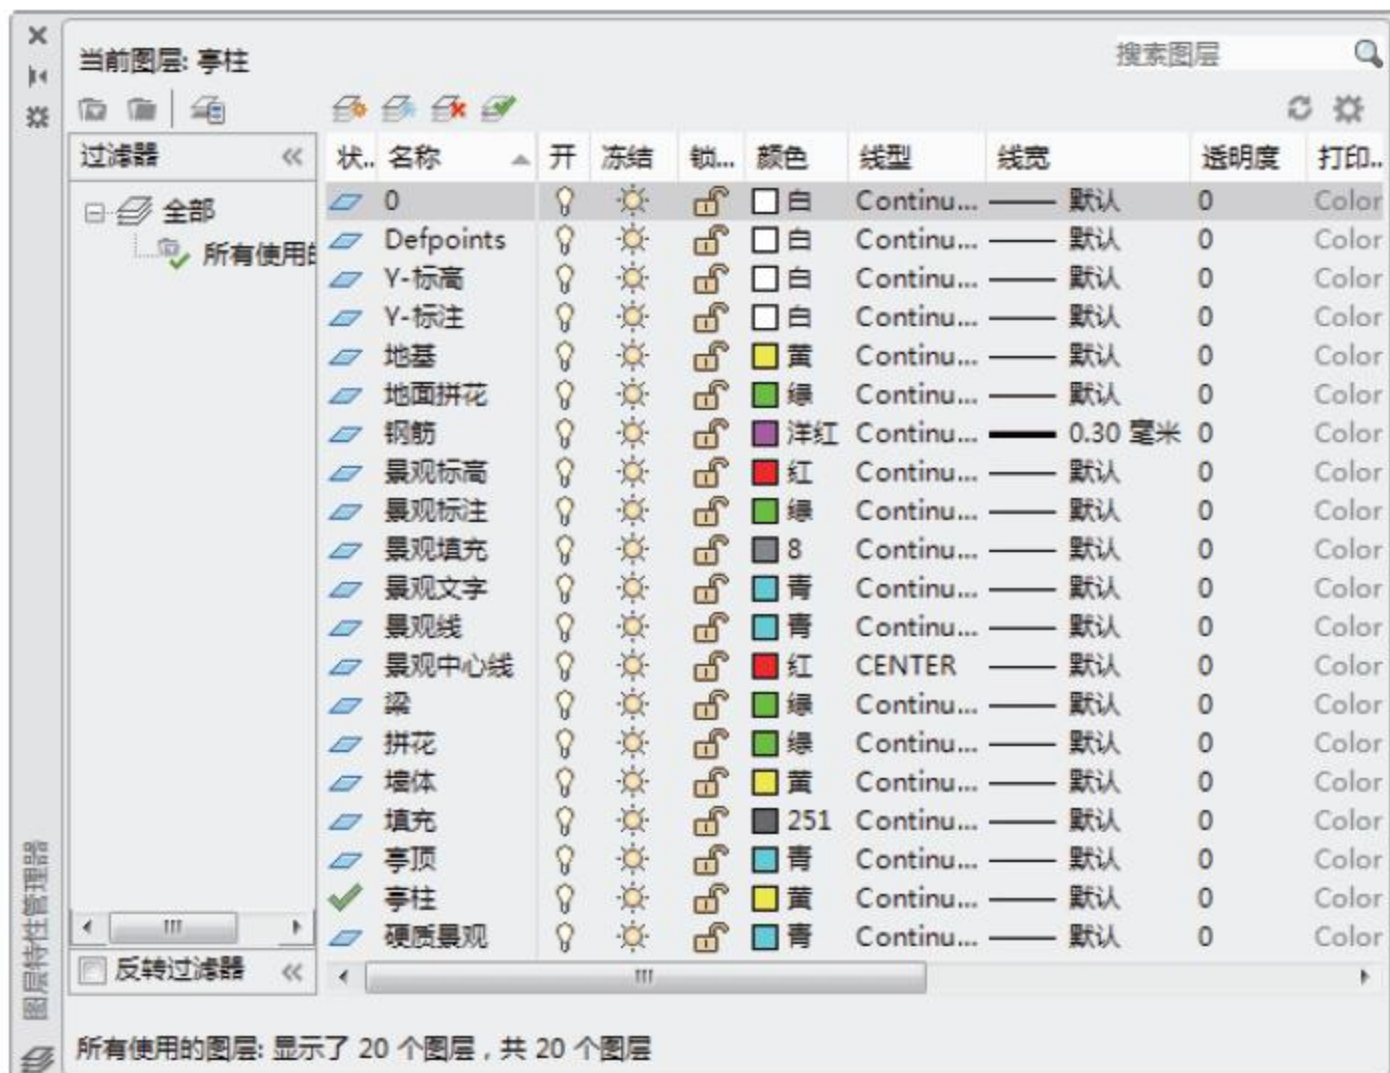 当前图层: 亭柱
搜索图层
过滤器
全部
所有使用的
状.. 名称 开 冻结 锁... 颜色 线型 线宽 透明度 打印..
0 白 Continu... 默认 0 Color
Defpoints 白 Continu... 默认 0 Color
Y-标高 白 Continu... 默认 0 Color
Y-标注 白 Continu... 默认 0 Color
地基 黄 Continu... 默认 0 Color
地面拼花 绿 Continu... 默认 0 Color
钢筋 洋红 Continu... 0.30 毫米 0 Color
景观标高 红 Continu... 默认 0 Color
景观标注 绿 Continu... 默认 0 Color
景观填充 8 Continu... 默认 0 Color
景观文字 青 Continu... 默认 0 Color
景观线 青 Continu... 默认 0 Color
景观中心线 红 CENTER 默认 0 Color
梁 绿 Continu... 默认 0 Color
拼花 绿 Continu... 默认 0 Color
墙体 黄 Continu... 默认 0 Color
填充 251 Continu... 默认 0 Color
亭顶 青 Continu... 默认 0 Color
亭柱 黄 Continu... 默认 0 Color
硬质景观 青 Continu... 默认 0 Color
反转过滤器
图层特性管理器
所有使用的图层: 显示了 20 个图层 , 共 20 个图层